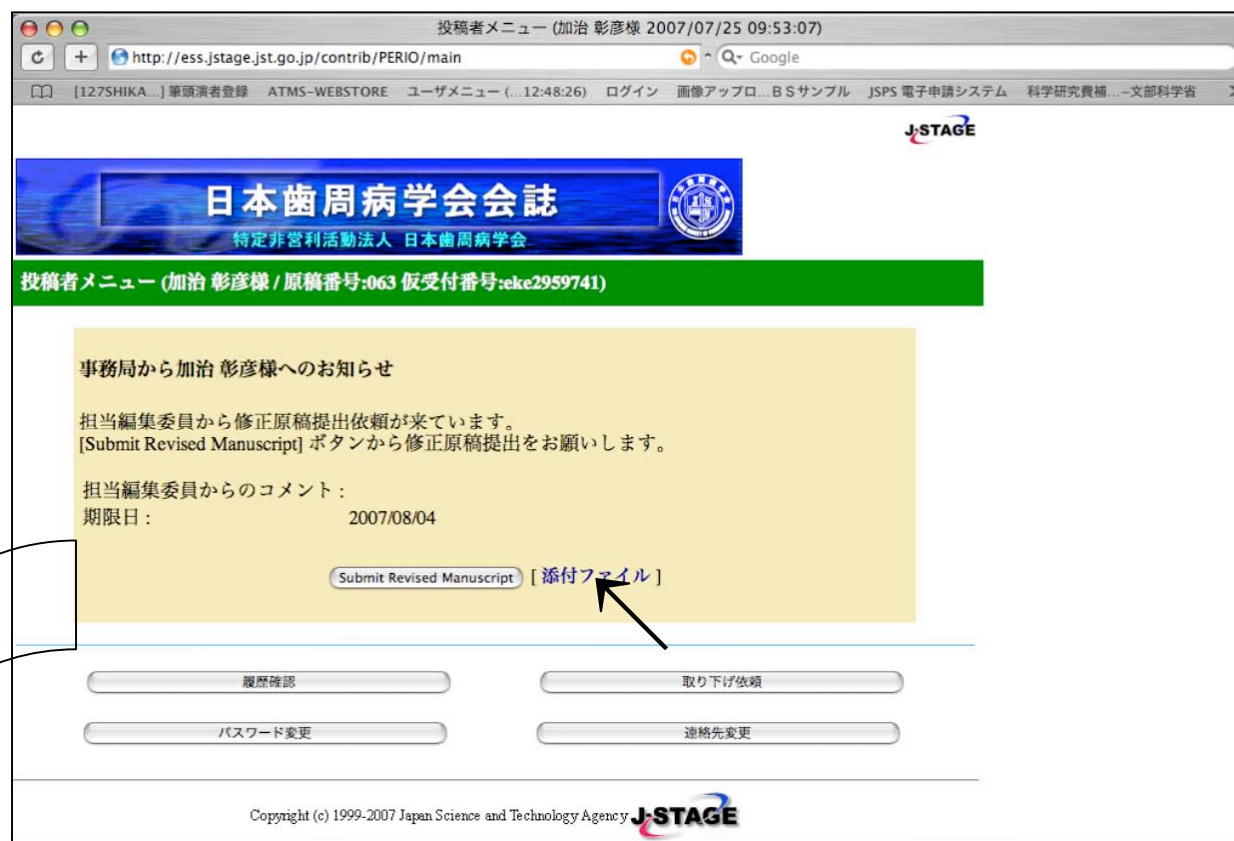 投稿者メニュー (加治 彰彦様 2007/07/25 09:53:07)
http://ess.jstage.jst.go.jp/contrib/PERIO/main
Google
[127SHIKA...] 筆頭演者登録 ATMS-WEBSTORE ユーザメニュー (...12:48:26) ログイン 画像アップロ...ＢＳサンプル JSPS 電子申請システム 科学研究費補...–文部科学省
J-STAGE
日本歯周病学会会誌
特定非営利活動法人 日本歯周病学会
投稿者メニュー (加治 彰彦様 / 原稿番号:063 仮受付番号:eke2959741)
事務局から加治 彰彦様へのお知らせ
担当編集委員から修正原稿提出依頼が来ています。
[Submit Revised Manuscript] ボタンから修正原稿提出をお願いします。
担当編集委員からのコメント :
期限日 : 2007/08/04
Submit Revised Manuscript [ 添付ファイル ]
履歴確認 取り下げ依頼
パスワード変更 連絡先変更
Copyright (c) 1999-2007 Japan Science and Technology Agency J-STAGE